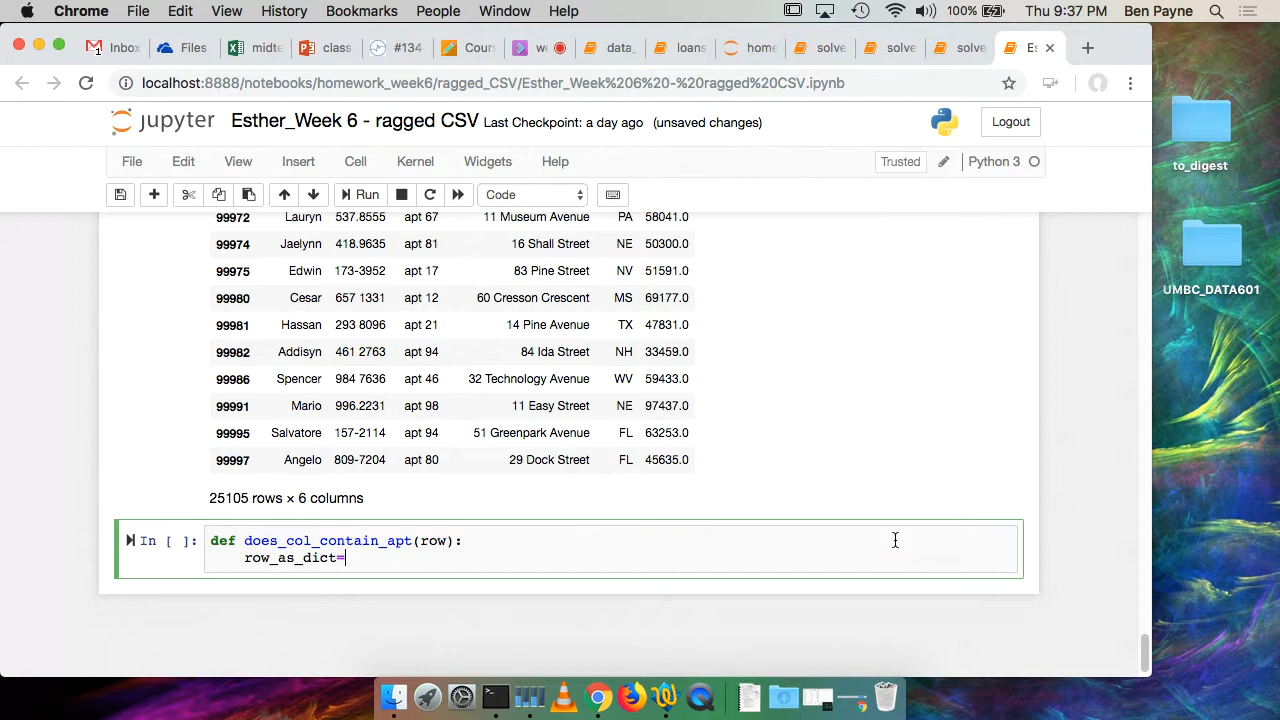 Chrome File Edit View History Bookmarks People Window Help 100% Thu 9:37 PM Ben Payne
Inbox Files midte class #134 Cours data_ loans home solve solve solve Es
localhost:8888/notebooks/homework_week6/ragged_CSV/Esther_Week%206%20-%20ragged%20CSV.ipynb
jupyter Esther_Week 6 - ragged CSV Last Checkpoint: a day ago (unsaved changes) Logout
File Edit View Insert Cell Kernel Widgets Help Trusted Python 3
Run Code
99972 Lauryn 537.8555 apt 67 11 Museum Avenue PA 58041.0
99974 Jaelynn 418.9635 apt 81 16 Shall Street NE 50300.0
99975 Edwin 173-3952 apt 17 83 Pine Street NV 51591.0
99980 Cesar 657 1331 apt 12 60 Cresson Crescent MS 69177.0
99981 Hassan 293 8096 apt 21 14 Pine Avenue TX 47831.0
99982 Addisyn 461 2763 apt 94 84 Ida Street NH 33459.0
99986 Spencer 984 7636 apt 46 32 Technology Avenue WV 59433.0
99991 Mario 996.2231 apt 98 11 Easy Street NE 97437.0
99995 Salvatore 157-2114 apt 94 51 Greenpark Avenue FL 63253.0
99997 Angelo 809-7204 apt 80 29 Dock Street FL 45635.0
25105 rows × 6 columns
In [ ]: def does_col_contain_apt(row):
row_as_dict=
to_digest
UMBC_DATA601